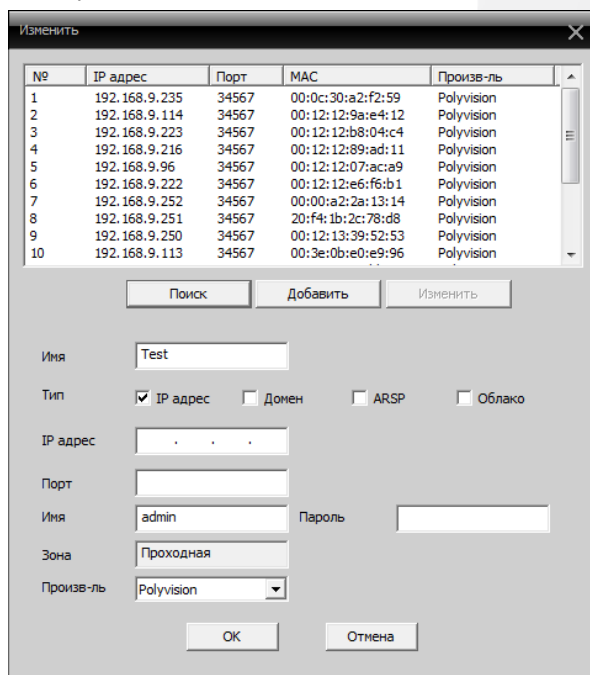 Изменить
№ IP адрес Порт MAC Произв-ль
1 192.168.9.235 34567 00:0c:30:a2:f2:59 Polyvision
2 192.168.9.114 34567 00:12:12:9a:e4:12 Polyvision
3 192.168.9.223 34567 00:12:12:b8:04:c4 Polyvision
4 192.168.9.216 34567 00:12:12:89:ad:11 Polyvision
5 192.168.9.96 34567 00:12:12:07:ac:a9 Polyvision
6 192.168.9.222 34567 00:12:12:e6:f6:b1 Polyvision
7 192.168.9.252 34567 00:00:a2:2a:13:14 Polyvision
8 192.168.9.251 34567 20:f4:1b:2c:78:d8 Polyvision
9 192.168.9.250 34567 00:12:13:39:52:53 Polyvision
10 192.168.9.113 34567 00:3e:0b:e0:e9:96 Polyvision
Поиск Добавить Изменить
Имя Test
Тип IP адрес Домен ARSP Облако
IP адрес . . .
Порт
Имя admin Пароль
Зона Проходная
Произв-ль Polyvision
OK Отмена